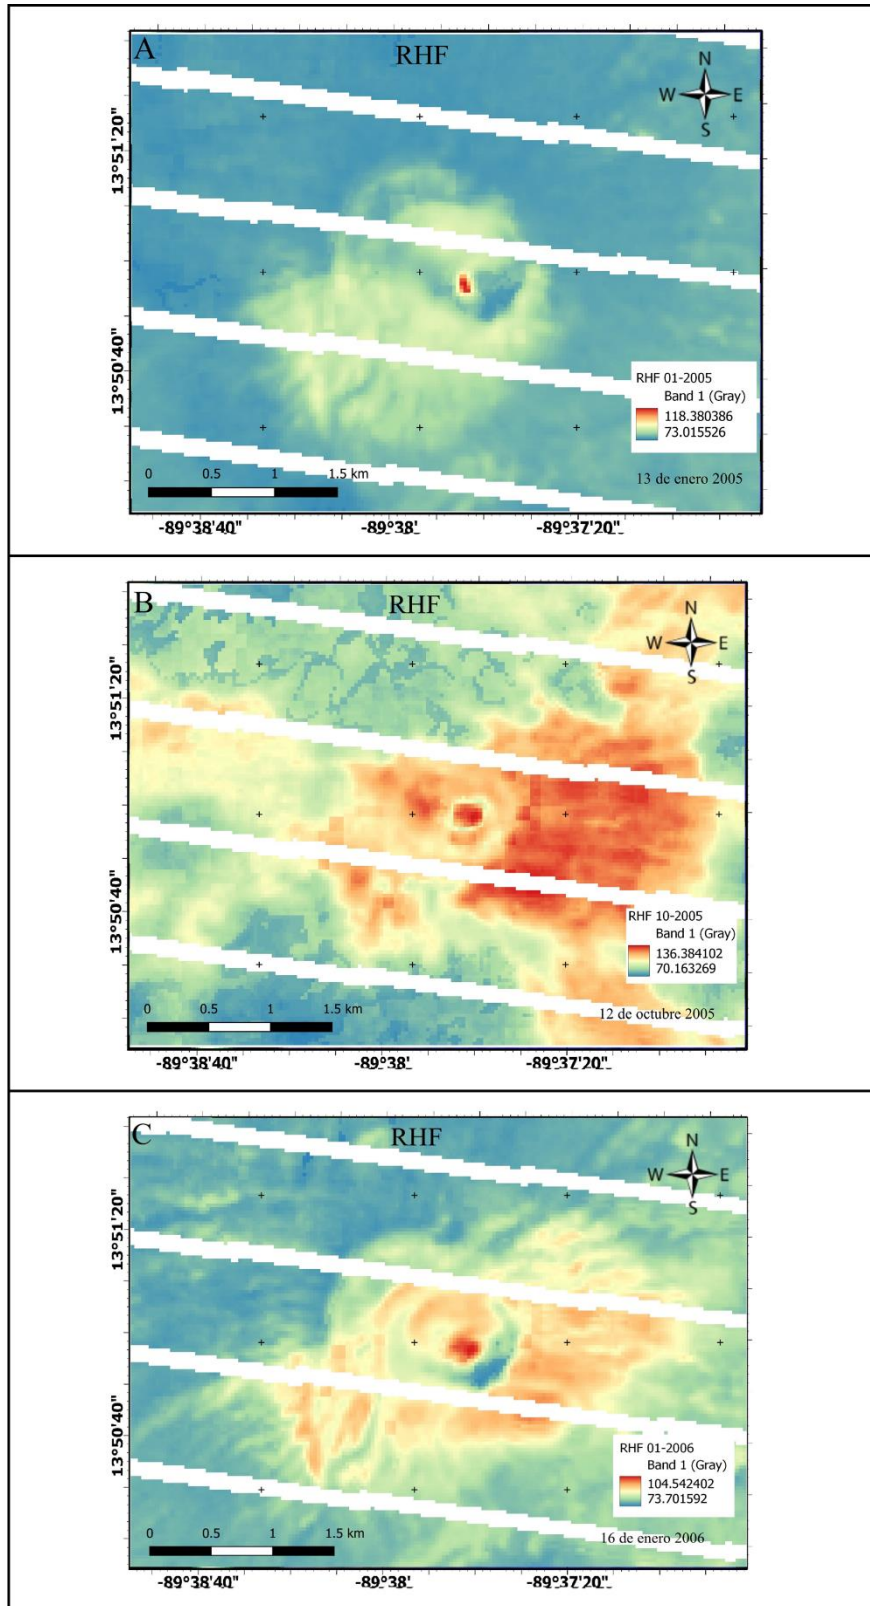 A
RHF
N
W E
S
13°51'20"
13°50'40"
RHF 01-2005
Band 1 (Gray)
118.380386
73.015526
0 0.5 1 1.5 km
13 de enero 2005
-89°38'40" -89°38' -89°37'20"
B
RHF
N
W E
S
13°51'20"
13°50'40"
RHF 10-2005
Band 1 (Gray)
136.384102
70.163269
0 0.5 1 1.5 km
12 de octubre 2005
-89°38'40" -89°38' -89°37'20"
C
RHF
N
W E
S
13°51'20"
13°50'40"
RHF 01-2006
Band 1 (Gray)
104.542402
73.701592
0 0.5 1 1.5 km
16 de enero 2006
-89°38'40" -89°38' -89°37'20"